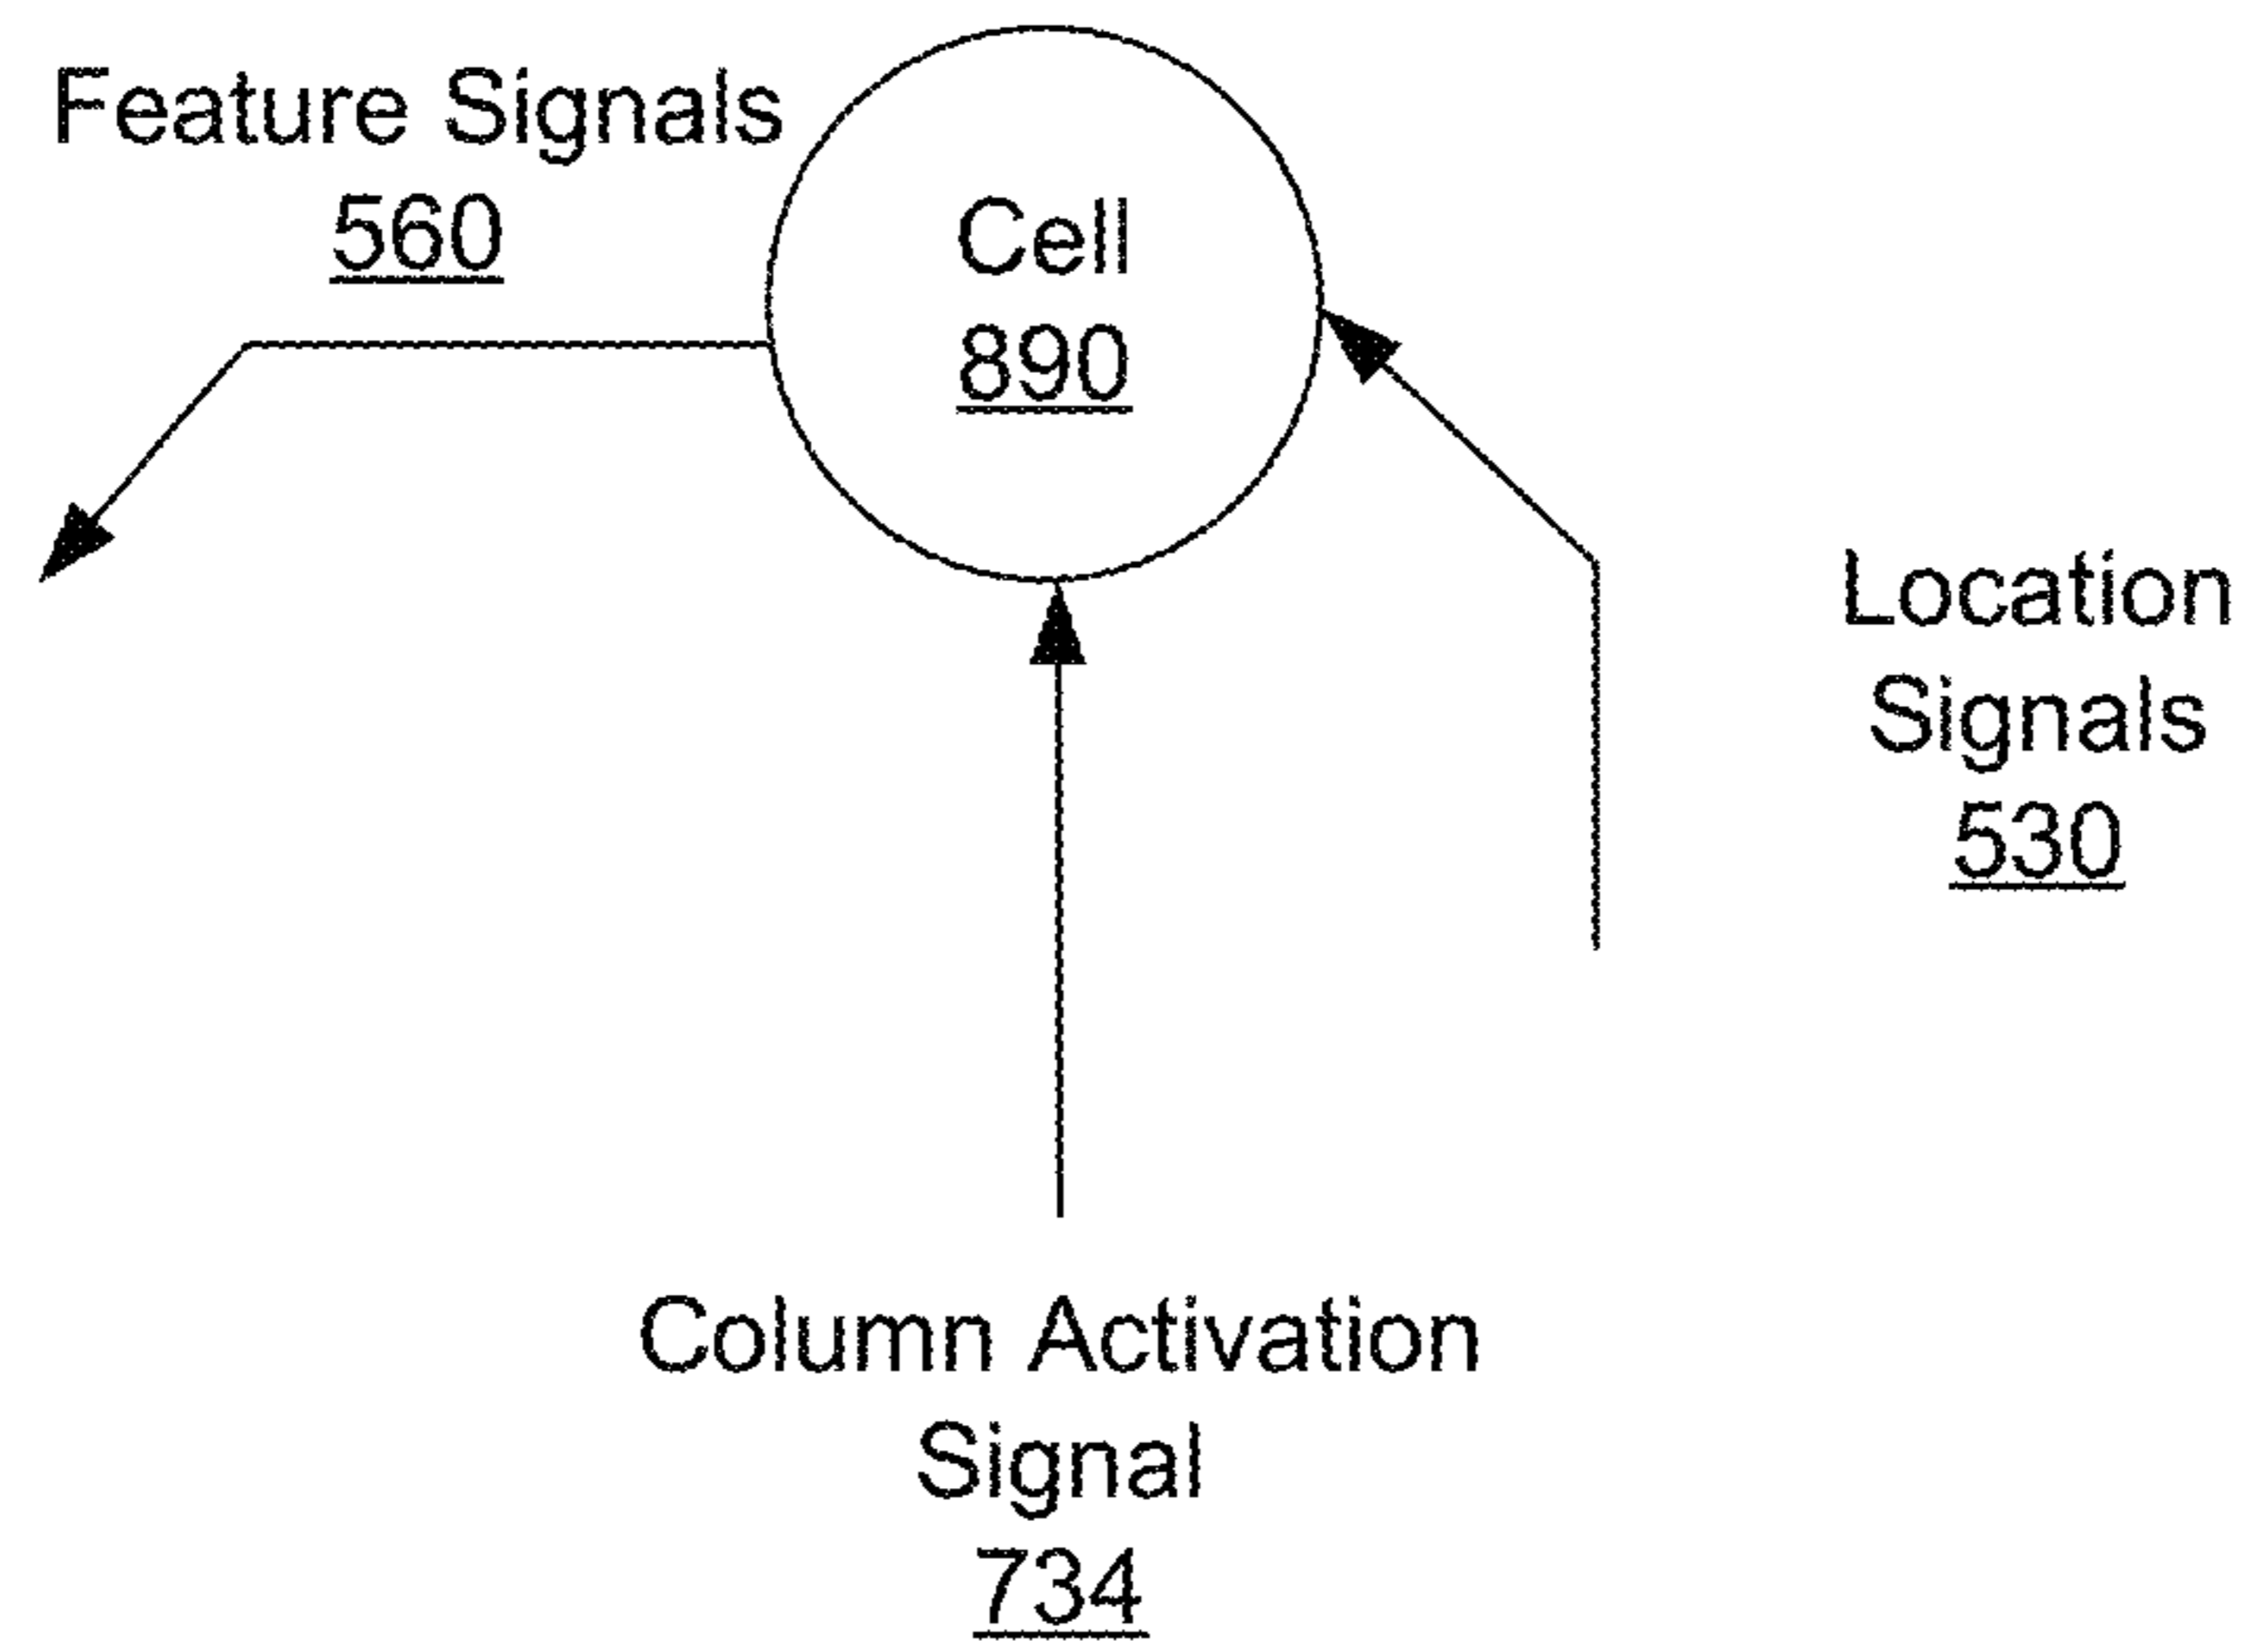 Feature Signals
560
Cell
890
Location
Signals
530
Column Activation
Signal
734